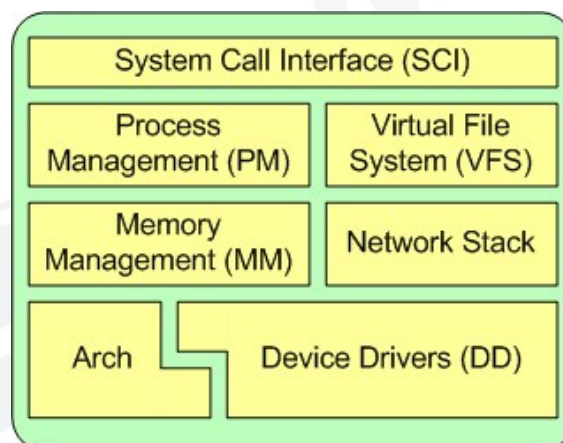 System Call Interface (SCI)
Process
Management (PM)
Virtual File
System (VFS)
Memory
Management (MM)
Network Stack
Arch
Device Drivers (DD)